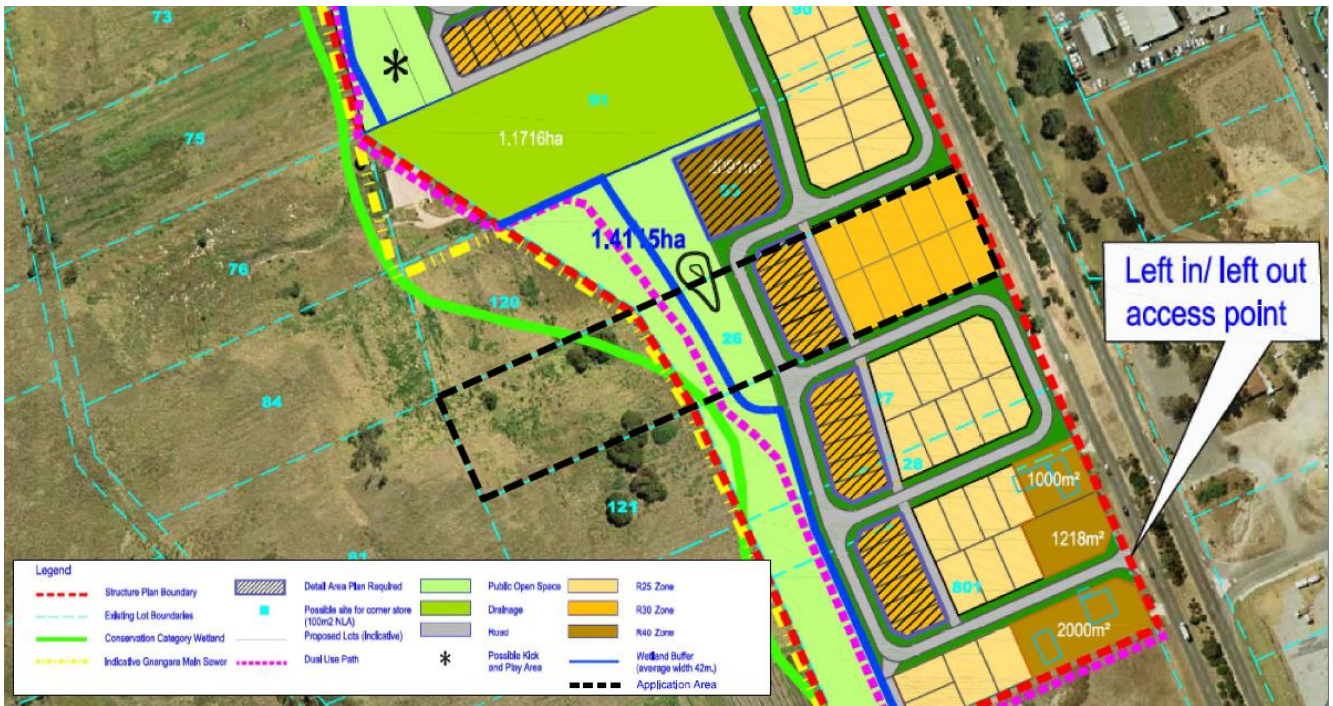 73
90
75
91
1.1716ha
76
1.4115ha
120
26
84
77
28
121
1000m²
1218m²
801
2000m²
Left in/ left out
access point
Legend
Structure Plan Boundary
Existing Lot Boundaries
Conservation Category Wetland
Indicative Gnangara Main Sewer
Detail Area Plan Required
Possible site for corner store
(100m2 NLA)
Proposed Lots (Indicative)
Dual Use Path
Public Open Space
Drainage
Road
Possible Kick
and Play Area
R25 Zone
R30 Zone
R40 Zone
Wetland Buffer
(average width 42m,)
Application Area